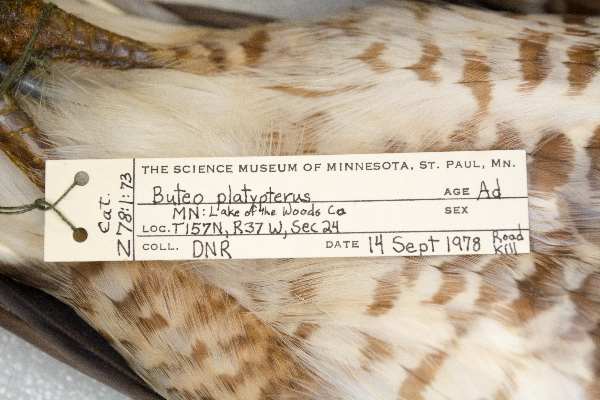 THE SCIENCE MUSEUM OF MINNESOTA, ST. PAUL, MN.
Buteo platypterus AGE Ad
MN: Lake of the Woods Co SEX
LOC. T157N, R37W, Sec 24
COLL. DNR DATE 14 Sept 1978 Road
Kill
Cat.
Z78:1:73